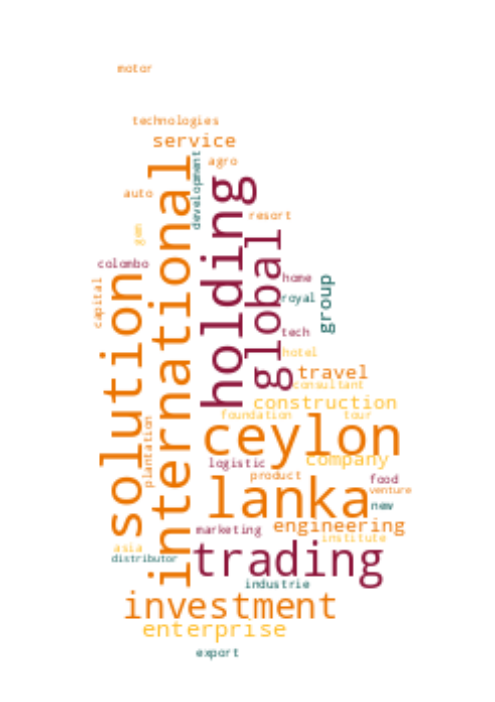 motor
technologies
service
agro
development
auto
international
holding
resort
gem
global
colombo
home
capital
royal
group
solution
tech
hotel
travel
consultant
construction
foundation
tour
plantation
ceylon
company
logistic
product
food
lanka
venture
new
marketing
engineering
institute
asia
trading
distributor
industrie
investment
enterprise
export